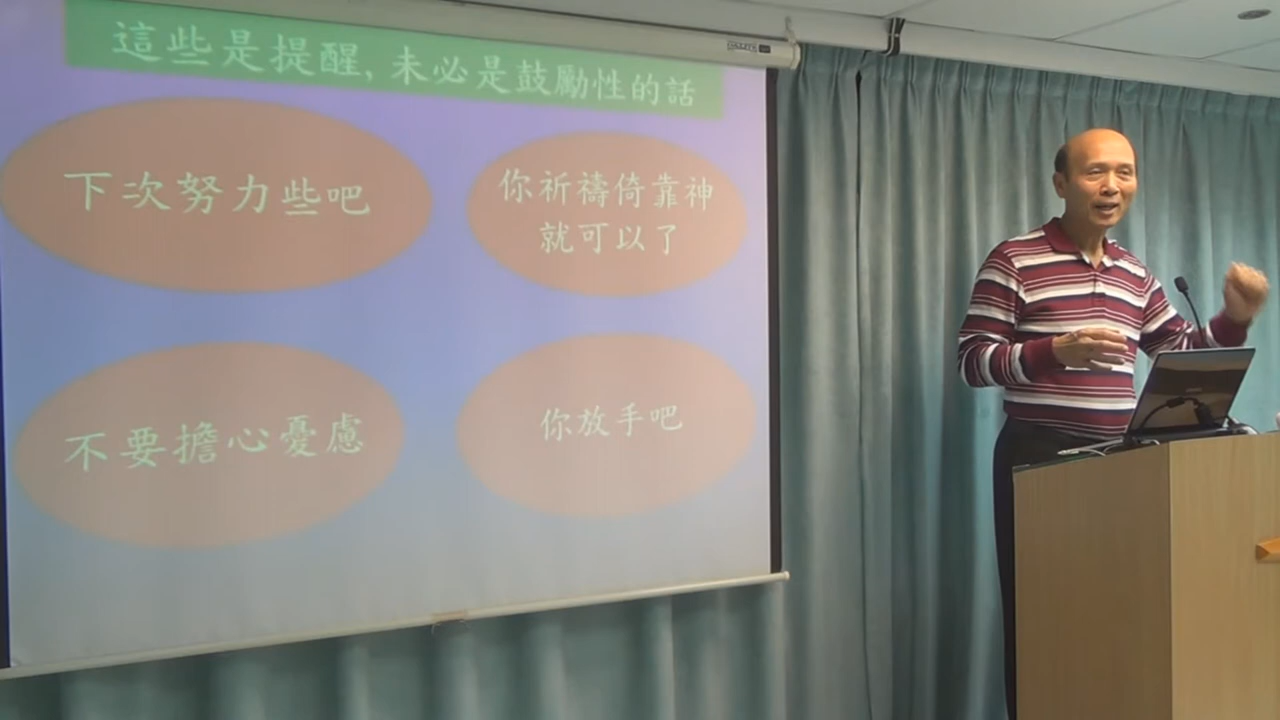 這些是提醒,未必是鼓勵性的話
下次努力些吧
你祈禱倚靠神
就可以了
不要擔心憂慮
你放手吧